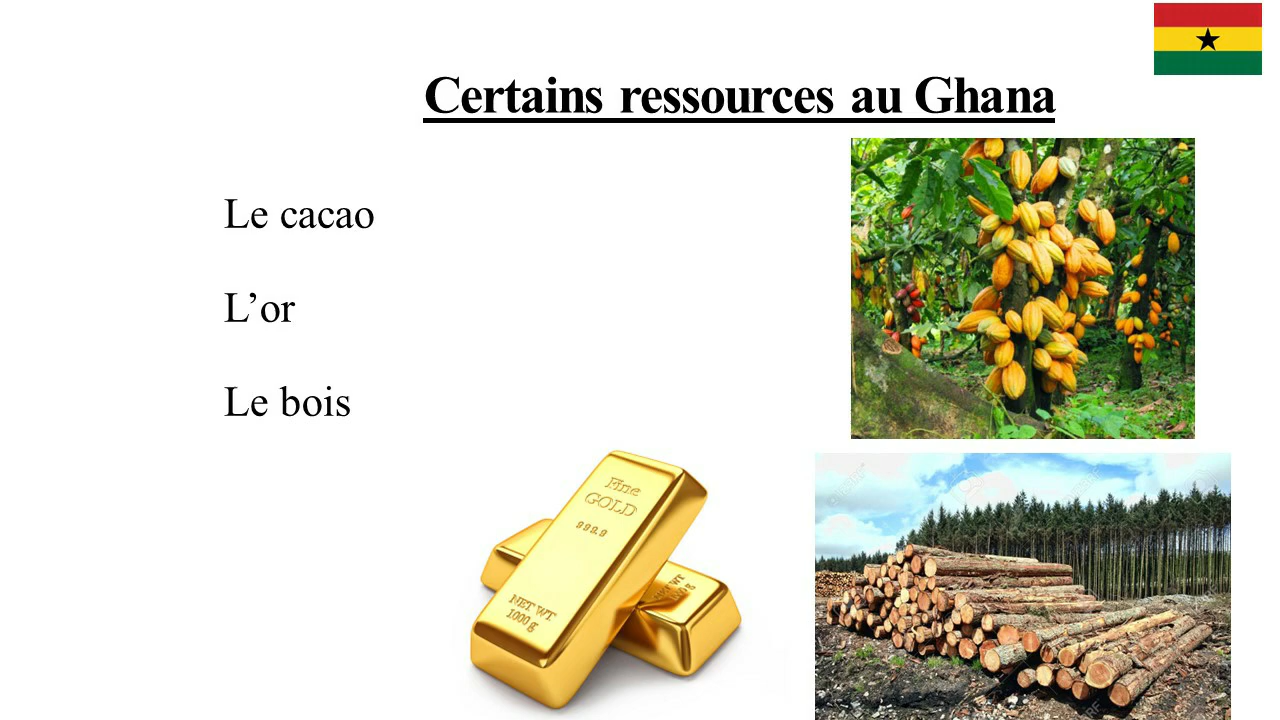 Certains ressources au Ghana
Le cacao
L’or
Le bois
Fine
GOLD
999.9
NET WT
1000 g